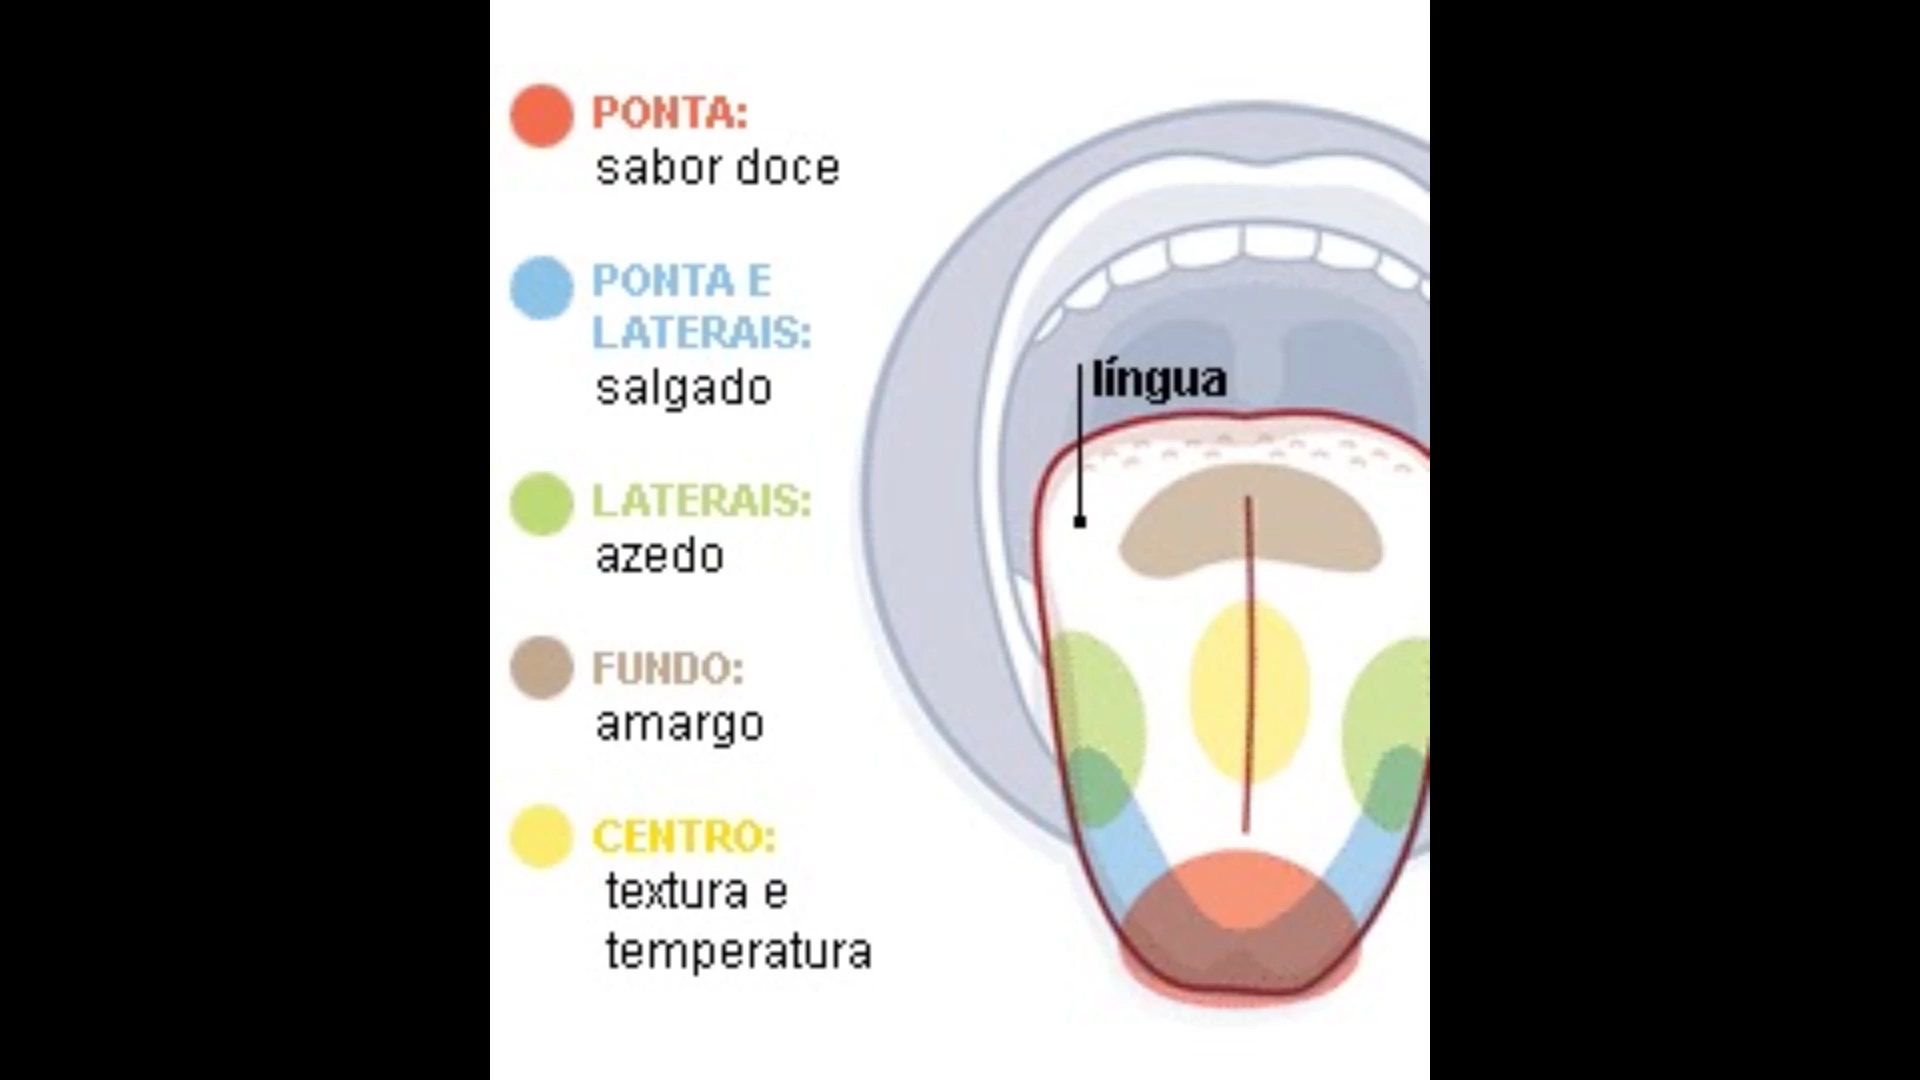 PONTA:
sabor doce
PONTA E
LATERAIS:
salgado
LATERAIS:
azedo
FUNDO:
amargo
CENTRO:
textura e
temperatura
língua